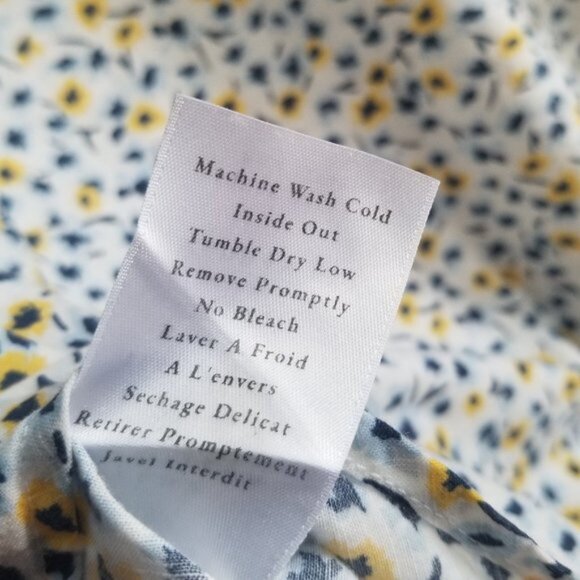 Machine Wash Cold
Inside Out
Tumble Dry Low
Remove Promptly
No Bleach
Laver A Froid
A L'envers
Sechage Delicat
Retirer Promptement
Javel Interdit